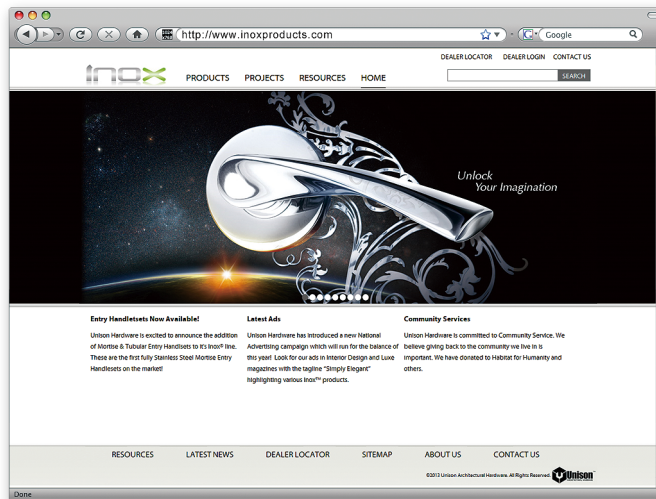 http://www.inoxproducts.com
Google
DEALER LOCATOR DEALER LOGIN CONTACT US
inox PRODUCTS PROJECTS RESOURCES HOME
SEARCH
Unlock
Your Imagination
Entry Handletsets Now Available!
Unison Hardware is excited to announce the addition
of Mortise & Tubular Entry Handlsets to it's Inox® line.
These are the first fully Stainless Steel Mortise Entry
Handlesets on the market!
Latest Ads
Unison Hardware has introduced a new National
Advertising campaign which will run for the balance of
this year! Look for our ads in Interior Design and Luxe
magazines with the tagline "Simply Elegant"
highlighting various Inox™ products.
Community Services
Unison Hardware is committed to Community Service. We
believe giving back to the community we live in is
important. We have donated to Habitat for Humanity and
others.
RESOURCES LATEST NEWS DEALER LOCATOR SITEMAP ABOUT US CONTACT US
©2013 Unison Architectural Hardware. All Rights Reserved. Unison
Done